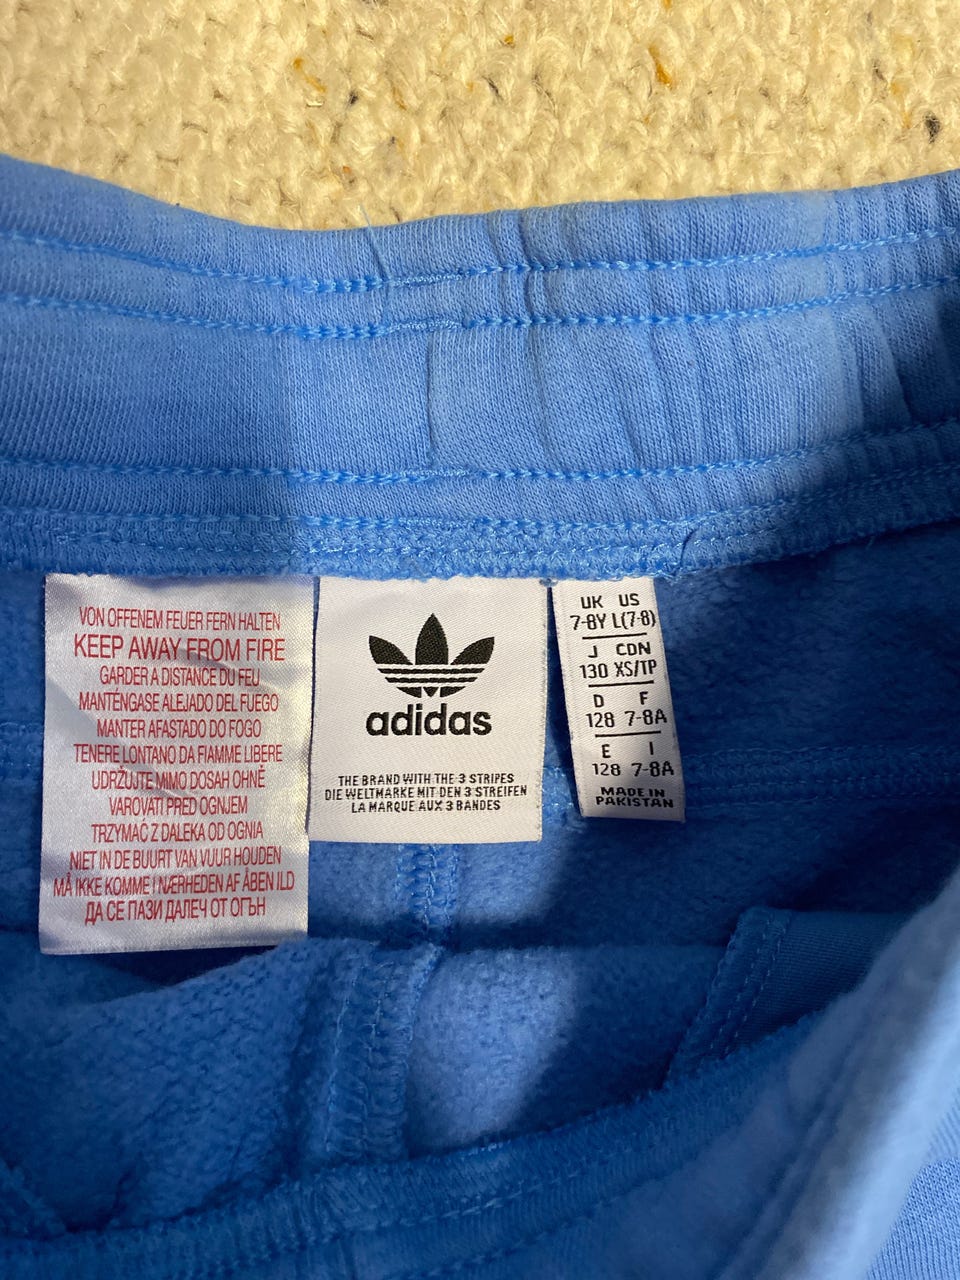 VON OFFENEM FEUER FERN HALTEN
KEEP AWAY FROM FIRE
GARDER A DISTANCE DU FEU
MANTÉNGASE ALEJADO DEL FUEGO
MANTER AFASTADO DO FOGO
TENERE LONTANO DA FIAMME LIBERE
UDRŽUJTE MIMO DOSAH OHNĚ
VAROVATI PRED OGNJEM
TRZYMAĆ Z DALEKA OD OGNIA
NIET IN DE BUURT VAN VUUR HOUDEN
MÅ IKKE KOMME I NÆRHEDEN AF ÅBEN ILD
ДА СЕ ПАЗИ ДАЛЕЧ ОТ ОГЪН
adidas
THE BRAND WITH THE 3 STRIPES
DIE WELTMARKE MIT DEN 3 STREIFEN
LA MARQUE AUX 3 BANDES
UK US
7-8Y L(7-8)
J CDN
130 XS/TP
D F
128 7-8A
E I
128 7-8A
MADE IN
PAKISTAN